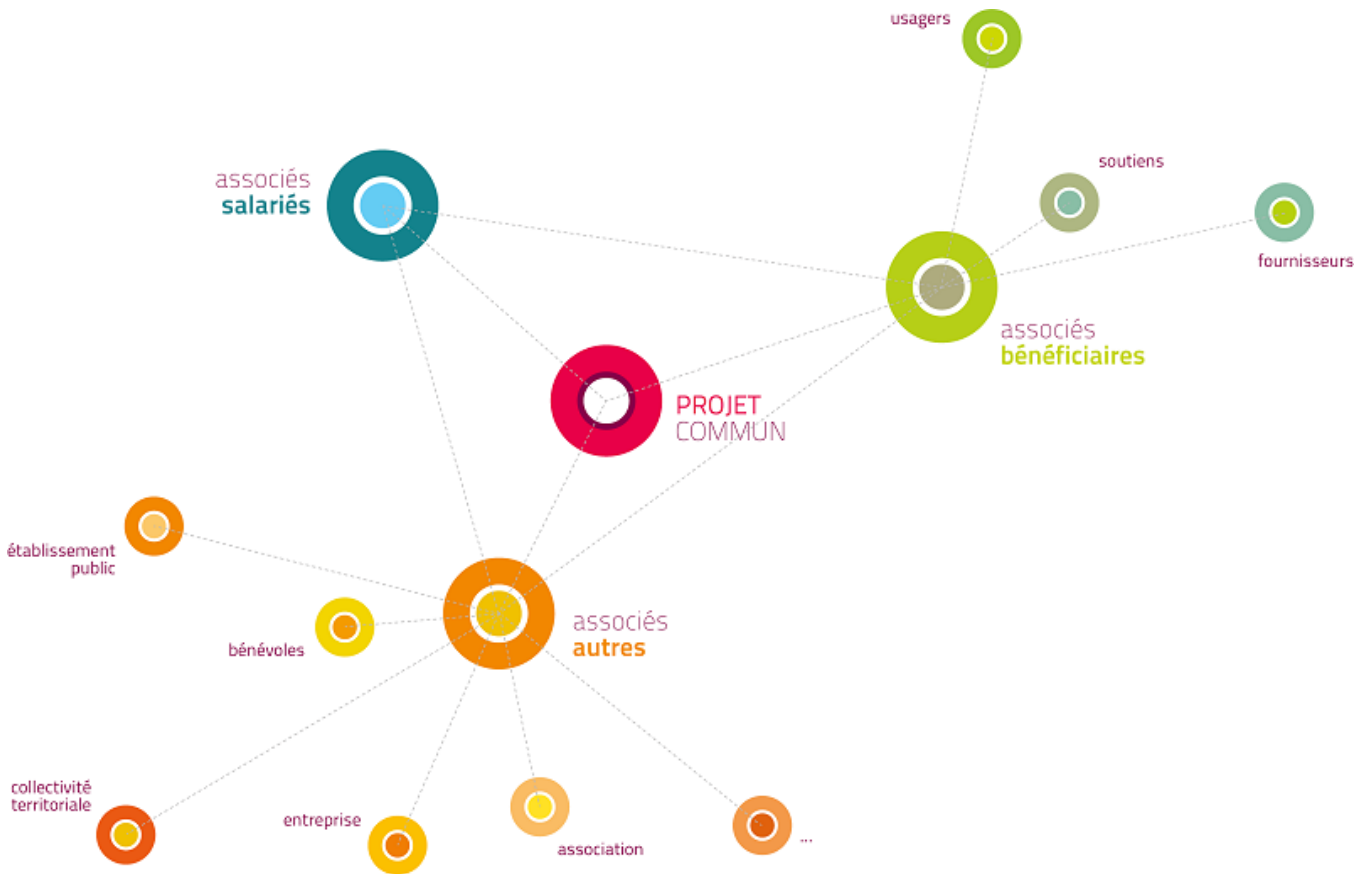 usagers
soutiens
associés
salariés
fournisseurs
associés
bénéficiaires
PROJET
COMMUN
établissement
public
associés
autres
bénévoles
collectivité
territoriale
entreprise
association
...